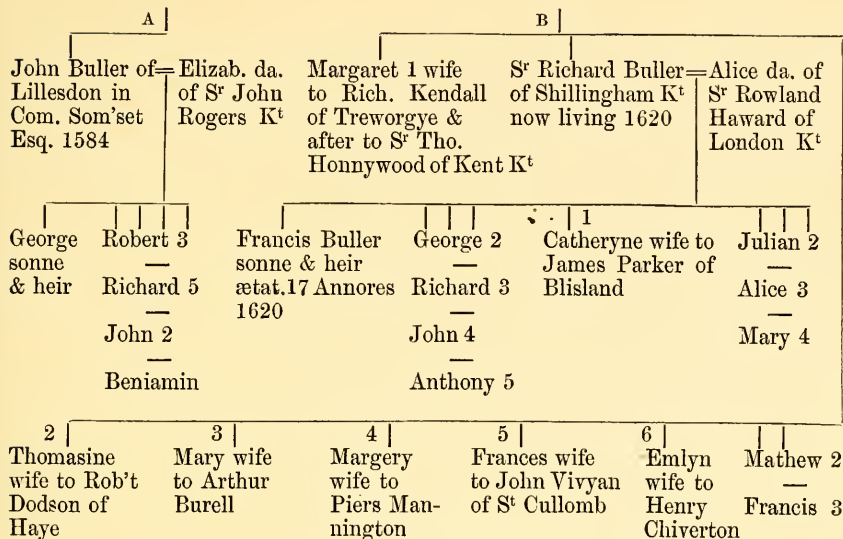 A
B
John Buller of = Elizab. da.
Lillesdon in of Sʳ John
Com. Som'set Rogers Kᵗ
Esq. 1584
Margaret 1 wife
to Rich. Kendall
of Treworgye &
after to Sʳ Tho.
Honnywood of Kent Kᵗ
Sʳ Richard Buller = Alice da. of
of Shillingham Kᵗ Sʳ Rowland
now living 1620 Haward of
London Kᵗ
George
sonne
& heir
Robert 3
—
Richard 5
—
John 2
—
Beniamin
Francis Buller
sonne & heir
ætat. 17 Annores
1620
George 2
—
Richard 3
—
John 4
—
Anthony 5
1
Catheryne wife to
James Parker of
Blisland
Julian 2
—
Alice 3
—
Mary 4
2
Thomasine
wife to Rob't
Dodson of
Haye
3
Mary wife
to Arthur
Burell
4
Margery
wife to
Piers Man-
nington
5
Frances wife
to John Vivyan
of Sᵗ Cullomb
6
Emlyn
wife to
Henry
Chiverton
Mathew 2
—
Francis 3